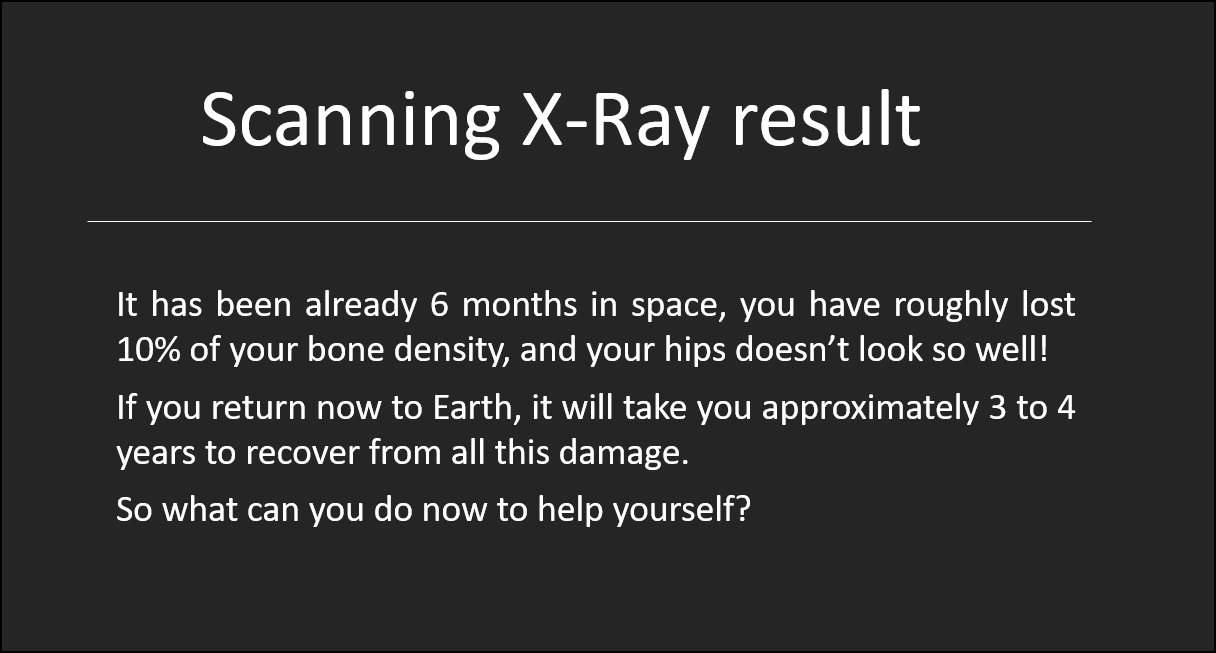 Scanning X-Ray result
It has been already 6 months in space, you have roughly lost
10% of your bone density, and your hips doesn’t look so well!
If you return now to Earth, it will take you approximately 3 to 4
years to recover from all this damage.
So what can you do now to help yourself?